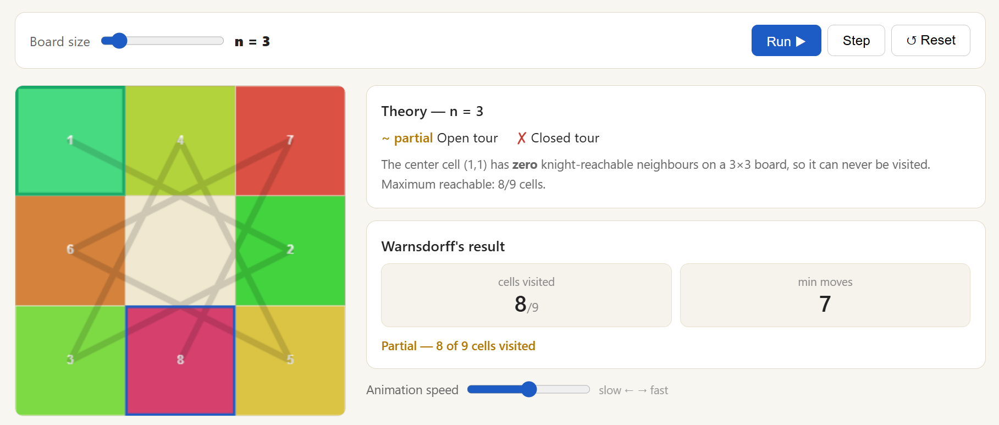 Board size n = 3 Run ▶ Step ↺ Reset
1 4 7
6 2
3 8 5
Theory — n = 3
~ partial Open tour ✗ Closed tour
The center cell (1,1) has zero knight-reachable neighbours on a 3×3 board, so it can never be visited.
Maximum reachable: 8/9 cells.
Warnsdorff's result
cells visited
8/9
min moves
7
Partial — 8 of 9 cells visited
Animation speed slow ← → fast